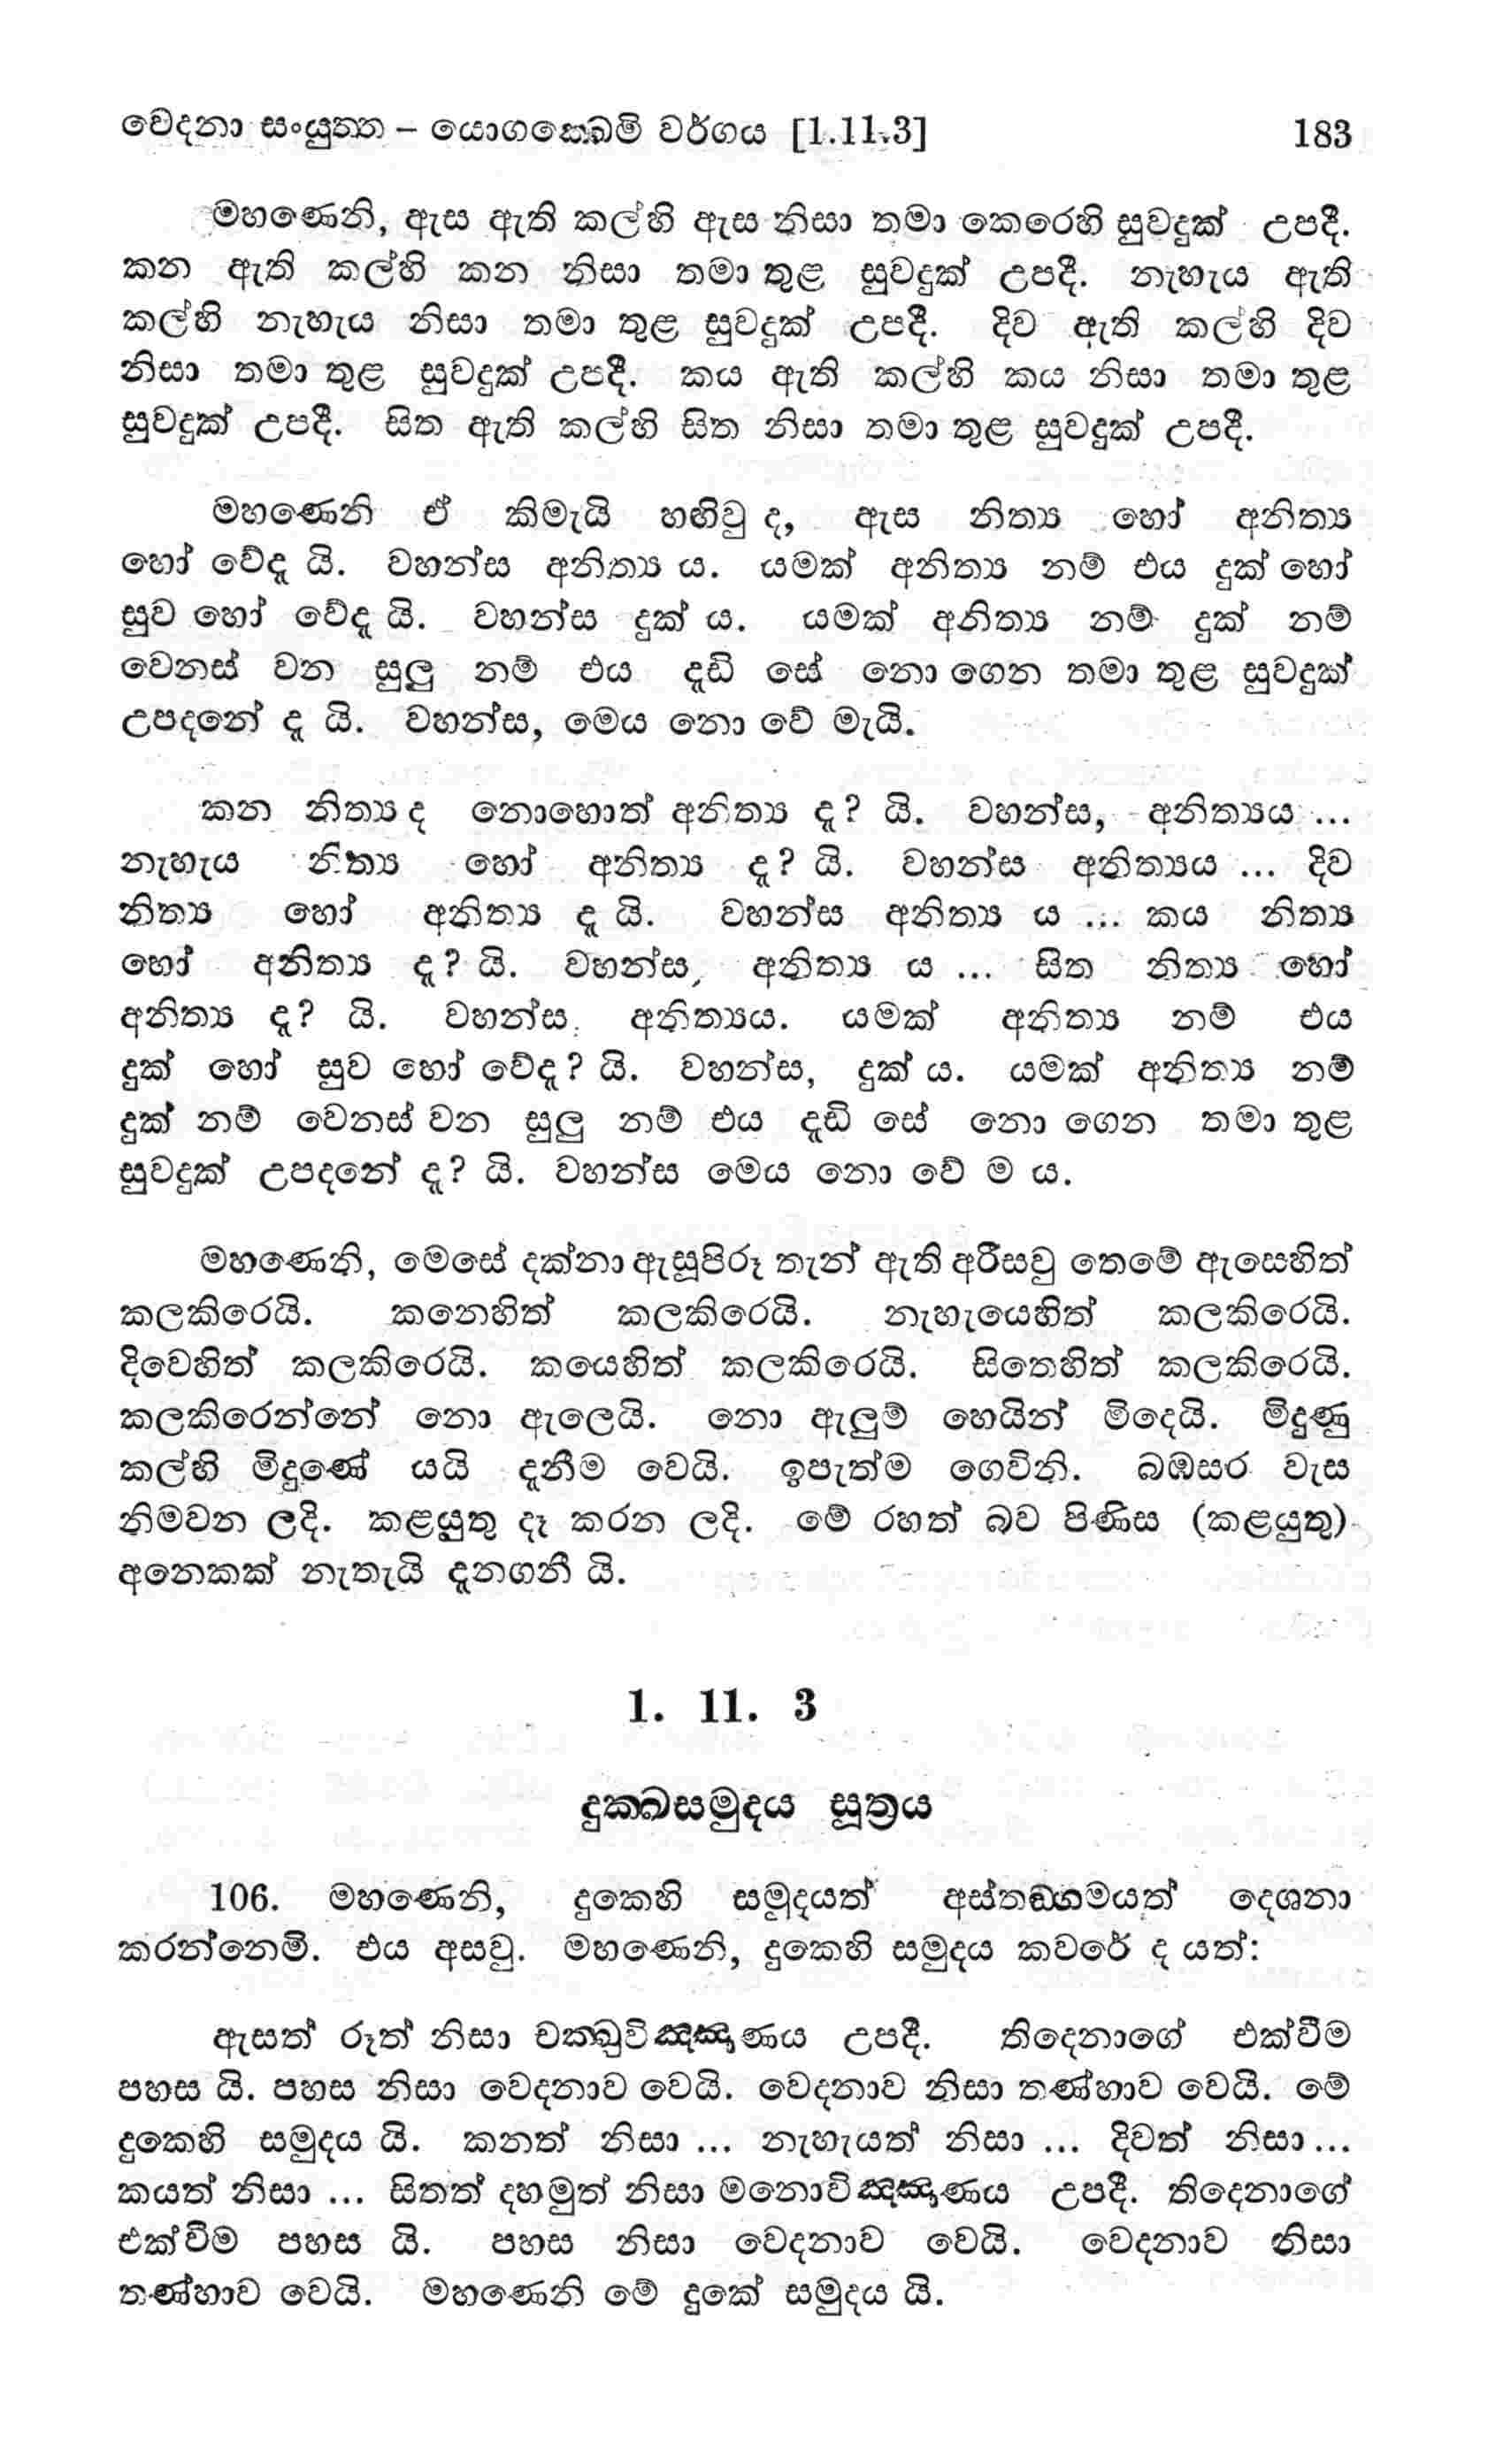 වෙදනා සංයුත්ත – යොගක්ඛෙමි වර්ගය [1.11.3] 183
මහණෙනි, ඇස ඇති කල්හි ඇස නිසා තමා කෙරෙහි සුවදුක් උපදී.
කන ඇති කල්හි කන නිසා තමා තුළ සුවදුක් උපදී. නැහැය ඇති
කල්හි නැහැය නිසා තමා තුළ සුවදුක් උපදී. දිව ඇති කල්හි දිව
නිසා තමා තුළ සුවදුක් උපදී. කය ඇති කල්හි කය නිසා තමා තුළ
සුවදුක් උපදී. සිත ඇති කල්හි සිත නිසා තමා තුළ සුවදුක් උපදී.
මහණෙනි ඒ කිමැයි හඟිවු ද, ඇස නිත්‍ය හෝ අනිත්‍ය
හෝ වේදැ යි. වහන්ස අනිත්‍ය ය. යමක් අනිත්‍ය නම් එය දුක් හෝ
සුව හෝ වේදැ යි. වහන්ස දුක් ය. යමක් අනිත්‍ය නම් දුක් නම්
වෙනස් වන සුලු නම් එය දැඩි සේ නො ගෙන තමා තුළ සුවදුක්
උපදනේ දැ යි. වහන්ස, මෙය නො වේ මැයි.
කන නිත්‍ය ද නොහොත් අනිත්‍ය දැ? යි. වහන්ස, අනිත්‍යය ...
නැහැය නිත්‍ය හෝ අනිත්‍ය දැ? යි. වහන්ස අනිත්‍යය ... දිව
නිත්‍ය හෝ අනිත්‍ය දැ යි. වහන්ස අනිත්‍ය ය ... කය නිත්‍ය
හෝ අනිත්‍ය දැ? යි. වහන්ස, අනිත්‍ය ය ... සිත නිත්‍ය හෝ
අනිත්‍ය දැ? යි. වහන්ස. අනිත්‍යය. යමක් අනිත්‍ය නම් එය
දුක් හෝ සුව හෝ වේදැ? යි. වහන්ස, දුක් ය. යමක් අනිත්‍ය නම්
දුක් නම් වෙනස් වන සුලු නම් එය දැඩි සේ නො ගෙන තමා තුළ
සුවදුක් උපදනේ දැ? යි. වහන්ස මෙය නො වේ ම ය.
මහණෙනි, මෙසේ දක්නා ඇසූපිරූ තැන් ඇති අරීසවු තෙමේ ඇසෙහිත්
කලකිරෙයි. කනෙහිත් කලකිරෙයි. නැහැයෙහිත් කලකිරෙයි.
දිවෙහිත් කලකිරෙයි. කයෙහිත් කලකිරෙයි. සිතෙහිත් කලකිරෙයි.
කලකිරෙන්නේ නො ඇලෙයි. නො ඇලුම් හෙයින් මිදෙයි. මිදුණු
කල්හි මිදුණේ යයි දැනීම වෙයි. ඉපැත්ම ගෙවිනි. බඹසර වැස
නිමවන ලදි. කළයුතු දෑ කරන ලදි. මේ රහත් බව පිණිස (කළයුතු)
අනෙකක් නැතැයි දැනගනී යි.
1. 11. 3
දුක්ඛසමුදය සූත්‍රය
106. මහණෙනි, දුකෙහි සමුදයත් අස්තඞ්ගමයත් දෙශනා
කරන්නෙමි. එය අසවු. මහණෙනි, දුකෙහි සමුදය කවරේ ද යත්:
ඇසත් රූත් නිසා චක්ඛුවිඤ්ඤාණය උපදී. තිදෙනාගේ එක්වීම
පහස යි. පහස නිසා වෙදනාව වෙයි. වෙදනාව නිසා තණ්හාව වෙයි. මේ
දුකෙහි සමුදය යි. කනත් නිසා ... නැහැයත් නිසා ... දිවත් නිසා ...
කයත් නිසා ... සිතත් දහමුත් නිසා මනොවිඤ්ඤාණය උපදී. තිදෙනාගේ
එක්වීම පහස යි. පහස නිසා වෙදනාව වෙයි. වෙදනාව නිසා
තණ්හාව වෙයි. මහණෙනි මේ දුකේ සමුදය යි.